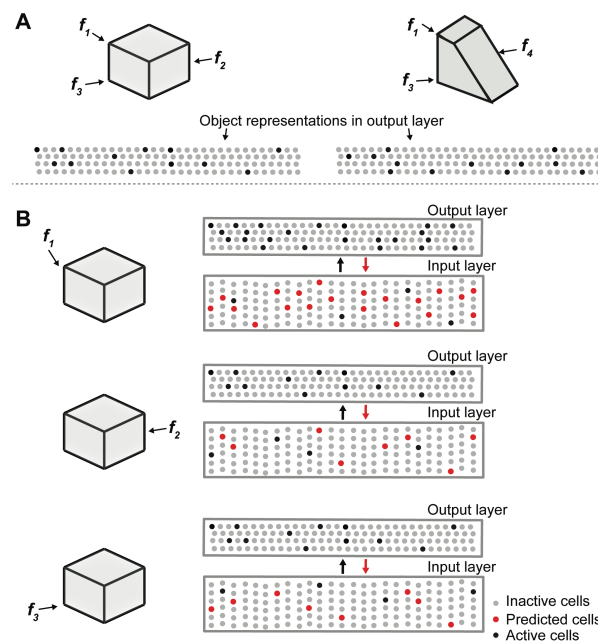 A
f1
f2
f3
f1
f4
f3
Object representations in output layer
B
f1
Output layer
Input layer
Output layer
f2
Input layer
Output layer
f3
Input layer
Inactive cells
Predicted cells
Active cells